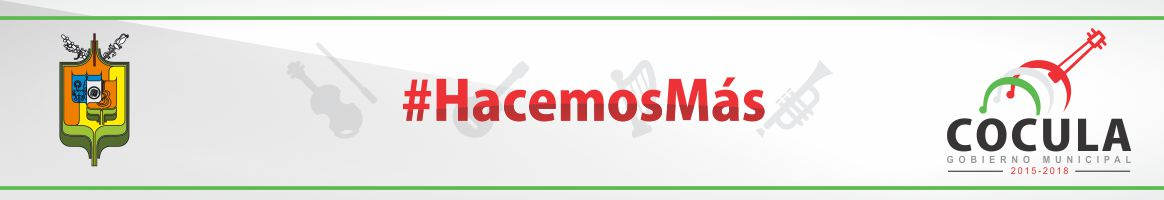 #HacemosMás
COCULA
GOBIERNO MUNICIPAL
2015-2018